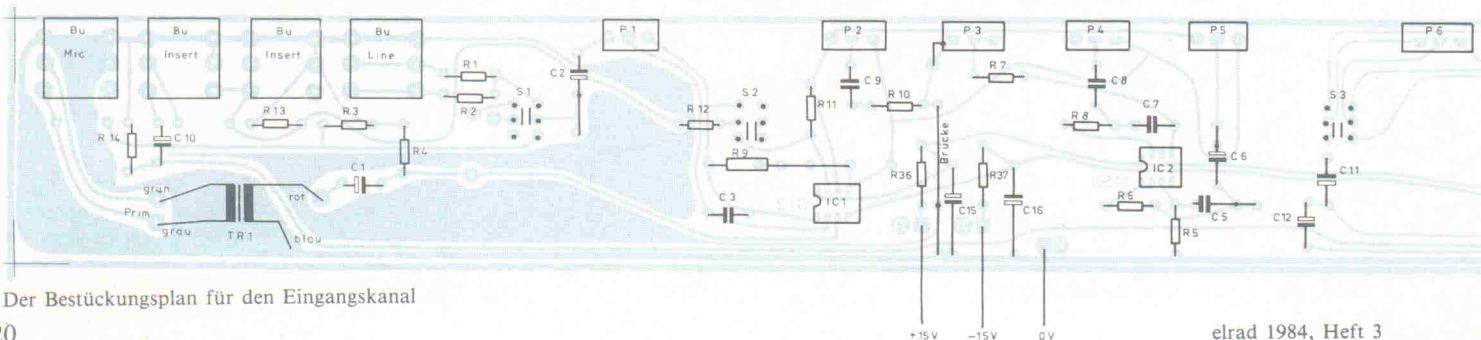 Bu Mic
Bu Insert
Bu Insert
Bu Line
P 1
P 2
P 3
P 4
P 5
P 6
R 1
R 2
S 1
C 2
R 14
C 10
R 13
R 3
R 4
C 1
grün
Prim
grau
TR 1
rot
blau
R 12
S 2
R 9
C 3
R 11
C 9
R 10
IC 1
R 7
R 36
Brücke
C 15
R 37
C 16
C 8
R 8
C 7
IC 2
R 6
R 5
C 5
C 6
S 3
C 11
C 12
+15V
-15V
0V
Der Bestückungsplan für den Eingangskanal
20
elrad 1984, Heft 3